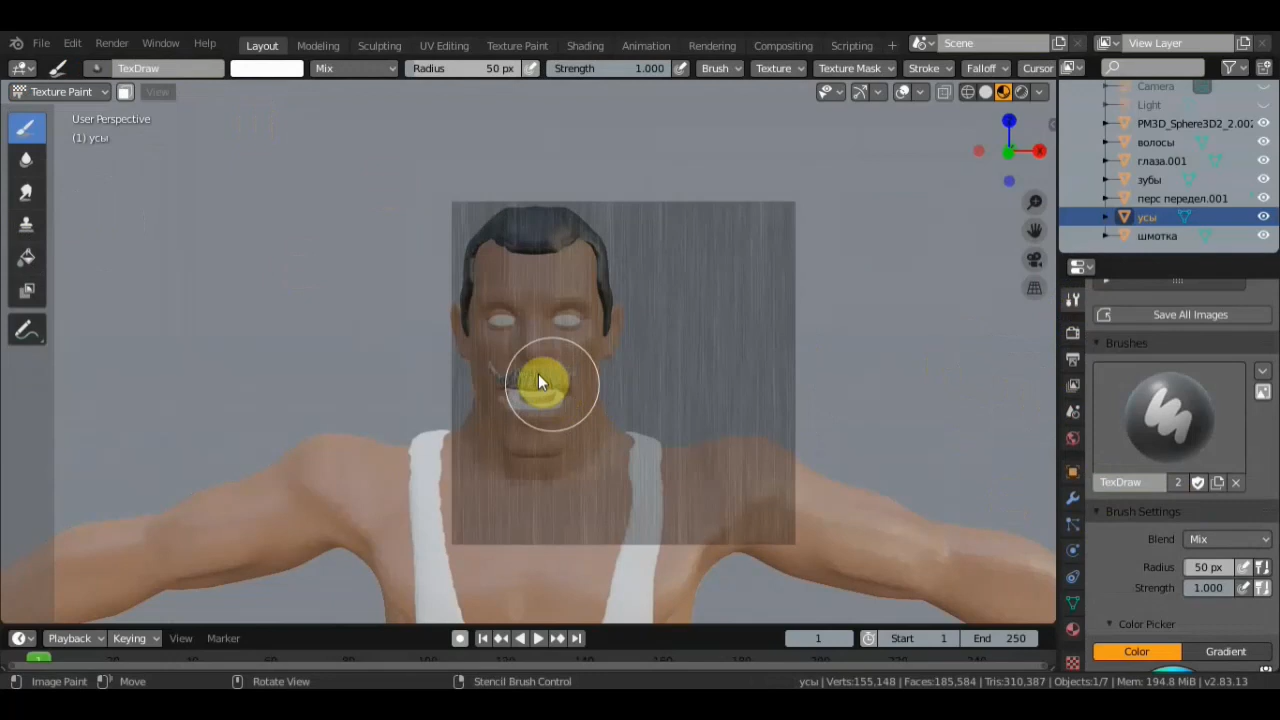 File Edit Render Window Help Layout Modeling Sculpting UV Editing Texture Paint Shading Animation Rendering Compositing Scripting + Scene View Layer
TexDraw Mix Radius 50 px Strength 1.000 Brush Texture Texture Mask Stroke Falloff Cursor
Texture Paint View
User Perspective
(1) усы
Camera
Light
PM3D_Sphere3D2_2.002
волосы
глаза.001
зубы
перс передел.001
усы
шмотка
Save All Images
Brushes
TexDraw 2
Brush Settings
Blend Mix
Radius 50 px
Strength 1.000
Color Picker
Color Gradient
Playback Keying View Marker 1 Start 1 End 250
Image Paint Move Rotate View Stencil Brush Control усы | Verts:155,148 | Faces:185,584 | Tris:310,387 | Objects:1/7 | Mem: 194.8 MiB | v2.83.13